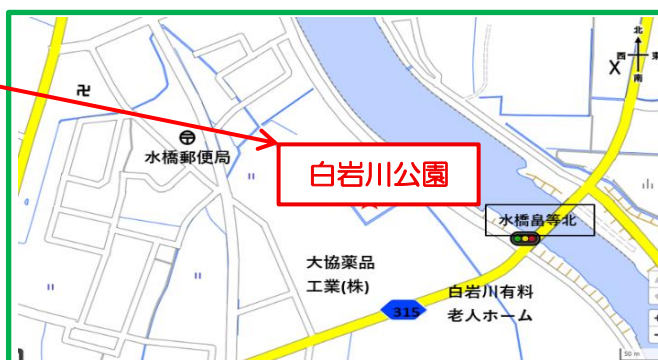 北
西
東
南
水橋郵便局
白岩川公園
水橋畠等北
大協薬品
工業(株)
白岩川有料
老人ホーム
315
50 m